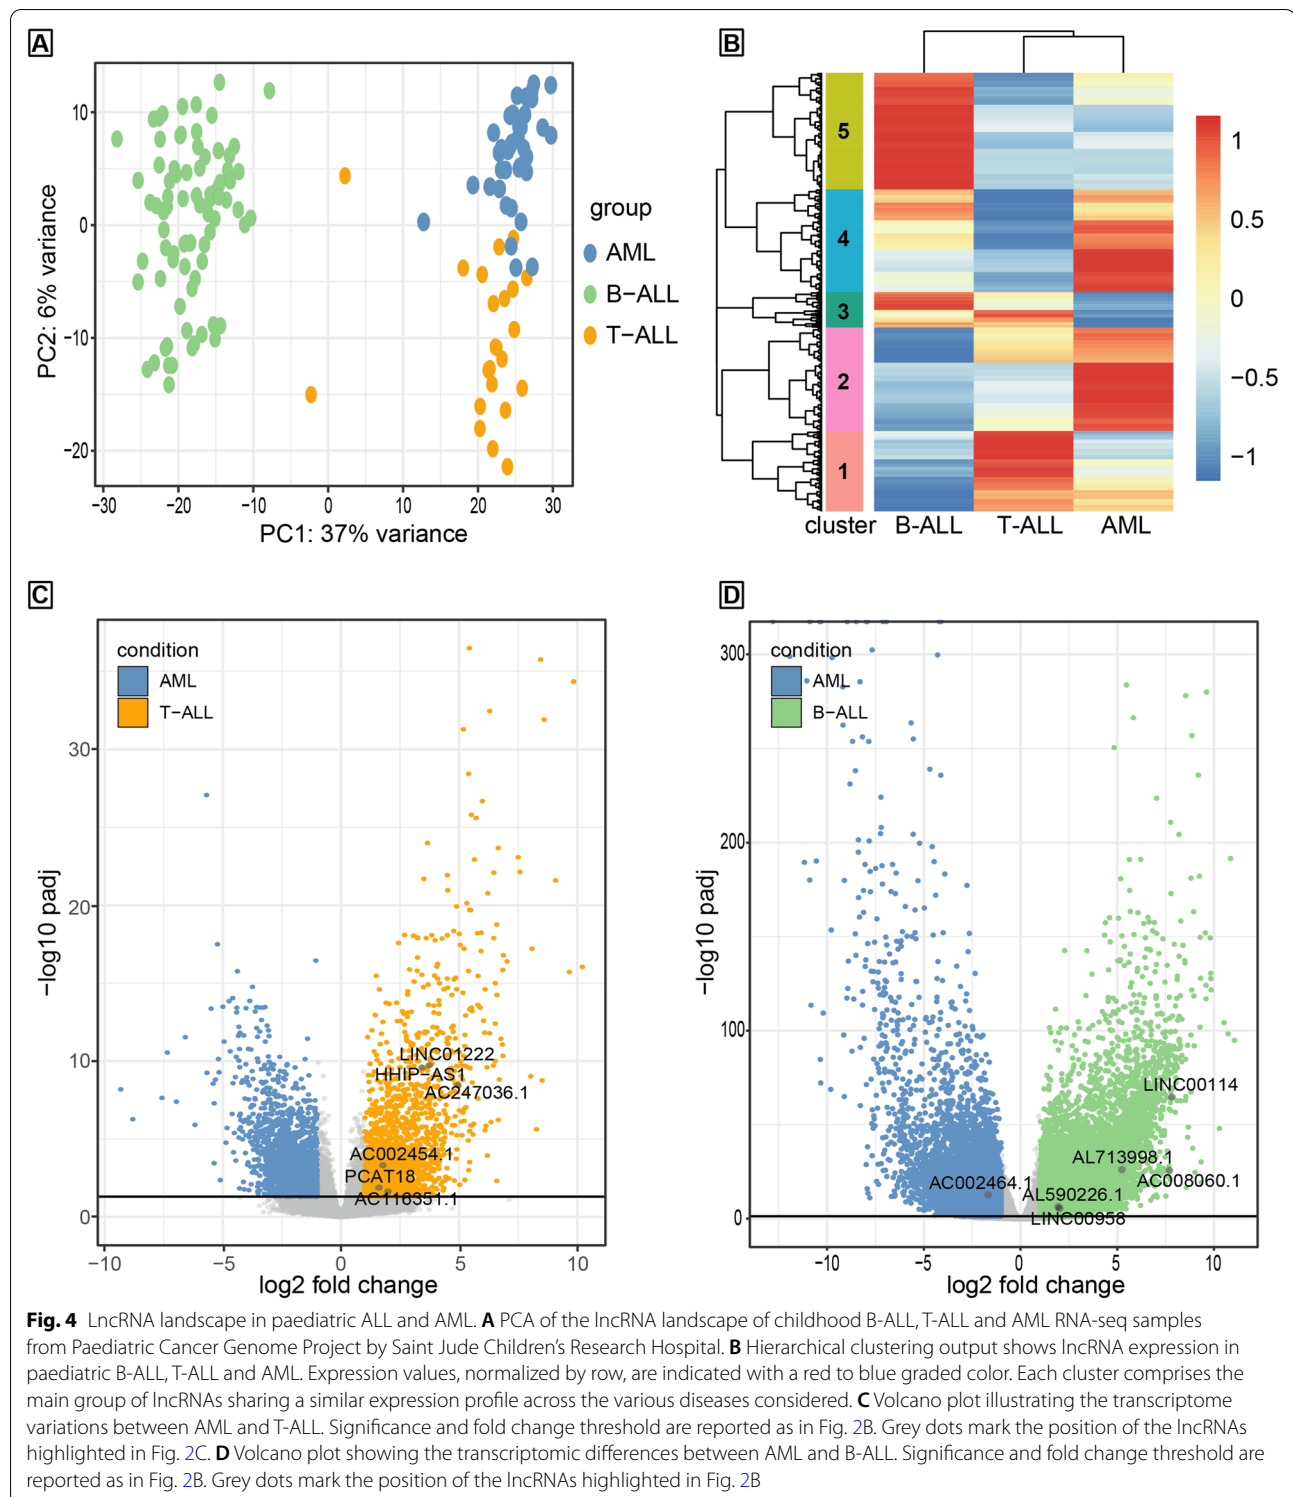 A
10
0
−10
−20
−30
−20
−10
0
10
20
30
PC2: 6% variance
PC1: 37% variance
group
AML
B−ALL
T−ALL
B
5
4
3
2
1
cluster
B-ALL
T-ALL
AML
1
0.5
0
−0.5
−1
C
condition
AML
T−ALL
30
20
10
0
−log10 padj
LINC01222
HHIP−AS1
AC247036.1
AC002454.1
PCAT18
AC116351.1
−10
−5
0
5
10
log2 fold change
D
condition
AML
B−ALL
300
200
100
0
−log10 padj
LINC00114
AL713998.1
AC008060.1
AC002464.1
AL590226.1
LINC00958
−10
−5
0
5
10
log2 fold change
Fig. 4 LncRNA landscape in paediatric ALL and AML. A PCA of the lncRNA landscape of childhood B-ALL, T-ALL and AML RNA-seq samples
from Paediatric Cancer Genome Project by Saint Jude Children's Research Hospital. B Hierarchical clustering output shows lncRNA expression in
paediatric B-ALL, T-ALL and AML. Expression values, normalized by row, are indicated with a red to blue graded color. Each cluster comprises the
main group of lncRNAs sharing a similar expression profile across the various diseases considered. C Volcano plot illustrating the transcriptome
variations between AML and T-ALL. Significance and fold change threshold are reported as in Fig. 2B. Grey dots mark the position of the lncRNAs
highlighted in Fig. 2C. D Volcano plot showing the transcriptomic differences between AML and B-ALL. Significance and fold change threshold are
reported as in Fig. 2B. Grey dots mark the position of the lncRNAs highlighted in Fig. 2B